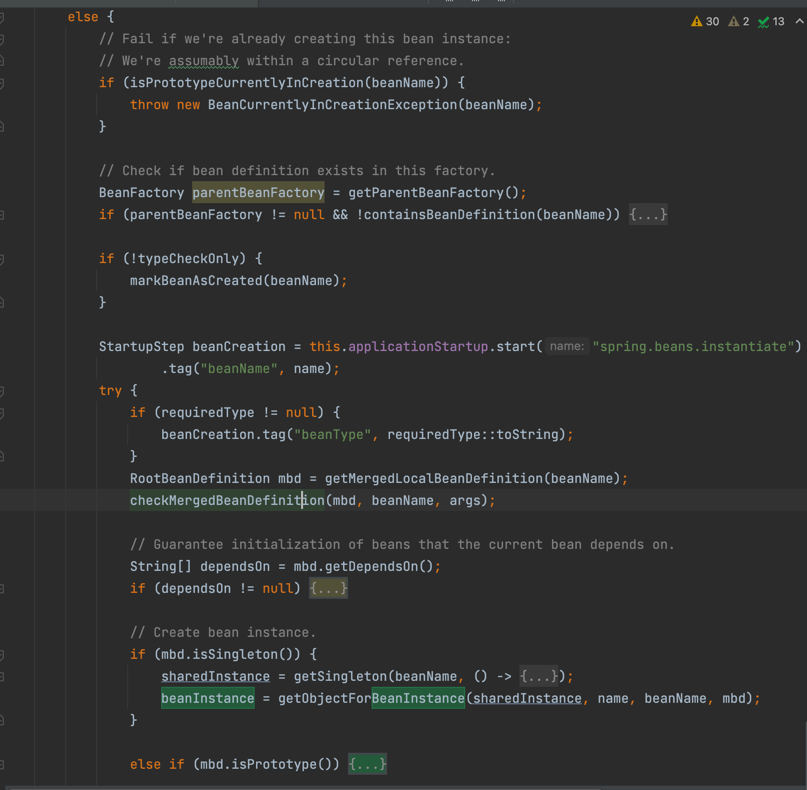 else {
30 2 13
// Fail if we're already creating this bean instance:
// We're assumably within a circular reference.
if (isPrototypeCurrentlyInCreation(beanName)) {
throw new BeanCurrentlyInCreationException(beanName);
}
// Check if bean definition exists in this factory.
BeanFactory parentBeanFactory = getParentBeanFactory();
if (parentBeanFactory != null && !containsBeanDefinition(beanName)) {...}
if (!typeCheckOnly) {
markBeanAsCreated(beanName);
}
StartupStep beanCreation = this.applicationStartup.start( name: "spring.beans.instantiate")
.tag("beanName", name);
try {
if (requiredType != null) {
beanCreation.tag("beanType", requiredType::toString);
}
RootBeanDefinition mbd = getMergedLocalBeanDefinition(beanName);
checkMergedBeanDefinition(mbd, beanName, args);
// Guarantee initialization of beans that the current bean depends on.
String[] dependsOn = mbd.getDependsOn();
if (dependsOn != null) {...}
// Create bean instance.
if (mbd.isSingleton()) {
sharedInstance = getSingleton(beanName, () -> {...});
beanInstance = getObjectForBeanInstance(sharedInstance, name, beanName, mbd);
}
else if (mbd.isPrototype()) {...}